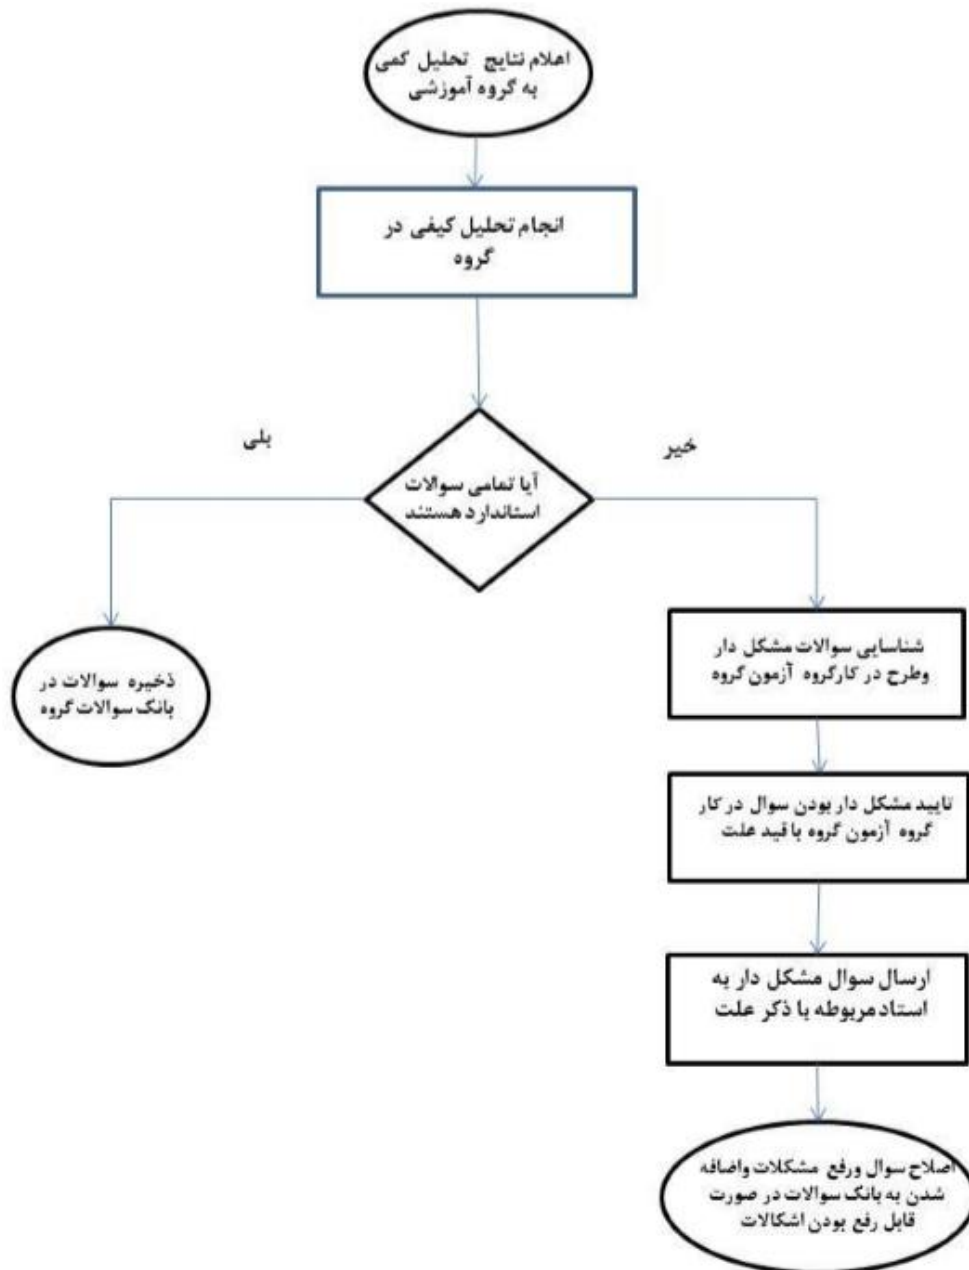 اعلام نتایج تحلیل کمی
به گروه آموزشی
انجام تحلیل کیفی در
گروه
بلی
خیر
آیا تمامی سوالات
استاندارد هستند
شناسایی سوالات مشکل دار
وطرح در کارگروه آزمون گروه
ذخیره سوالات در
بانک سوالات گروه
تایید مشکل دار بودن سوال در کار
گروه آزمون گروه با قید علت
ارسال سوال مشکل دار به
استاد مربوطه با ذکر علت
اصلاح سوال ورفع مشکلات واضافه
شدن به بانک سوالات در صورت
قابل رفع بودن اشکالات